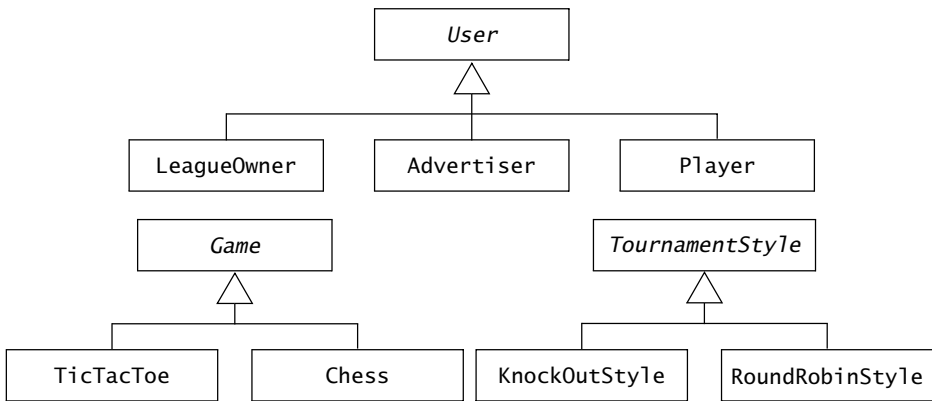 User
LeagueOwner
Advertiser
Player
Game
TournamentStyle
TicTacToe
Chess
KnockOutStyle
RoundRobinStyle